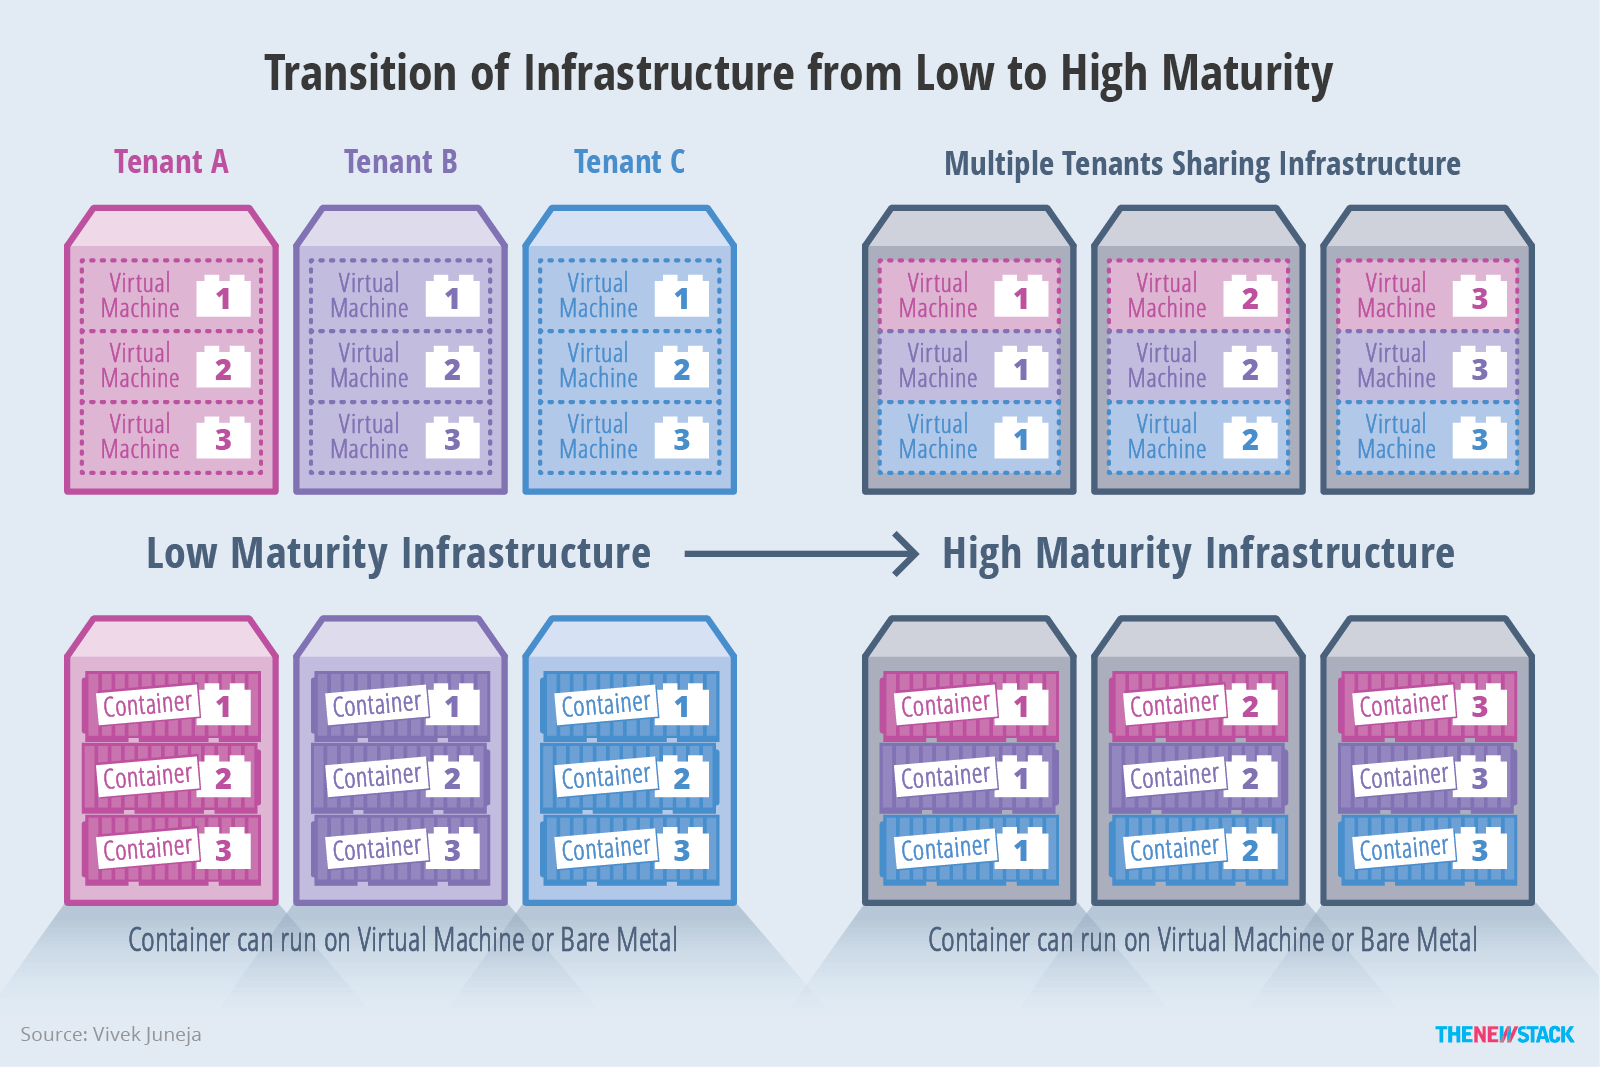 Transition of Infrastructure from Low to High Maturity
Tenant A
Tenant B
Tenant C
Multiple Tenants Sharing Infrastructure
Virtual
Machine 1
Virtual
Machine 2
Virtual
Machine 3
Virtual
Machine 1
Virtual
Machine 2
Virtual
Machine 3
Virtual
Machine 1
Virtual
Machine 2
Virtual
Machine 3
Virtual
Machine 1
Virtual
Machine 1
Virtual
Machine 1
Virtual
Machine 2
Virtual
Machine 2
Virtual
Machine 2
Virtual
Machine 3
Virtual
Machine 3
Virtual
Machine 3
Low Maturity Infrastructure
High Maturity Infrastructure
Container 1
Container 2
Container 3
Container 1
Container 2
Container 3
Container 1
Container 2
Container 3
Container 1
Container 1
Container 1
Container 2
Container 2
Container 2
Container 3
Container 3
Container 3
Container can run on Virtual Machine or Bare Metal
Container can run on Virtual Machine or Bare Metal
Source: Vivek Juneja
THENEWSTACK